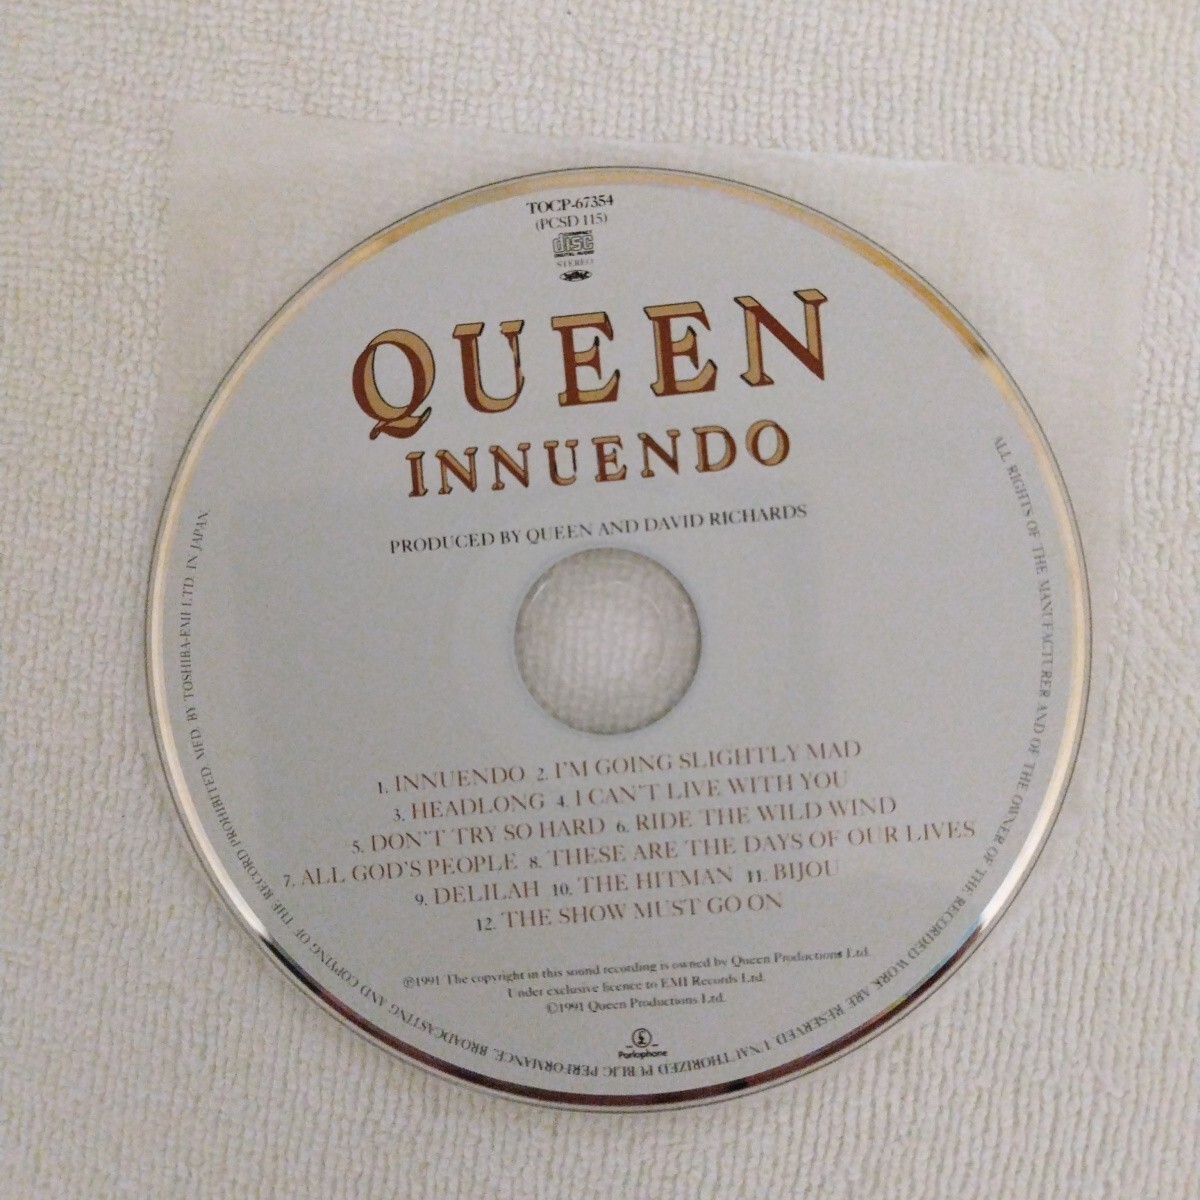 TOCP-67354
(PCSD 115)
COMPACT
disc
DIGITAL AUDIO
STEREO
QUEEN
INNUENDO
PRODUCED BY QUEEN AND DAVID RICHARDS
1. INNUENDO 2. I'M GOING SLIGHTLY MAD
3. HEADLONG 4. I CAN'T LIVE WITH YOU
5. DON'T TRY SO HARD 6. RIDE THE WILD WIND
7. ALL GOD'S PEOPLE 8. THESE ARE THE DAYS OF OUR LIVES
9. DELILAH 10. THE HITMAN 11. BIJOU
12. THE SHOW MUST GO ON
℗1991 The copyright in this sound recording is owned by Queen Productions Ltd.
Under exclusive licence to EMI Records Ltd.
©1991 Queen Productions Ltd.
£
Parlophone
ALL RIGHTS OF THE MANUFACTURER AND OF THE OWNER OF THE RECORDED WORK ARE RESERVED. UNAUTHORIZED PUBLIC PERFORMANCE, BROADCASTING AND COPYING OF THE RECORD PROHIBITED. MFD. BY TOSHIBA-EMI LTD. IN JAPAN